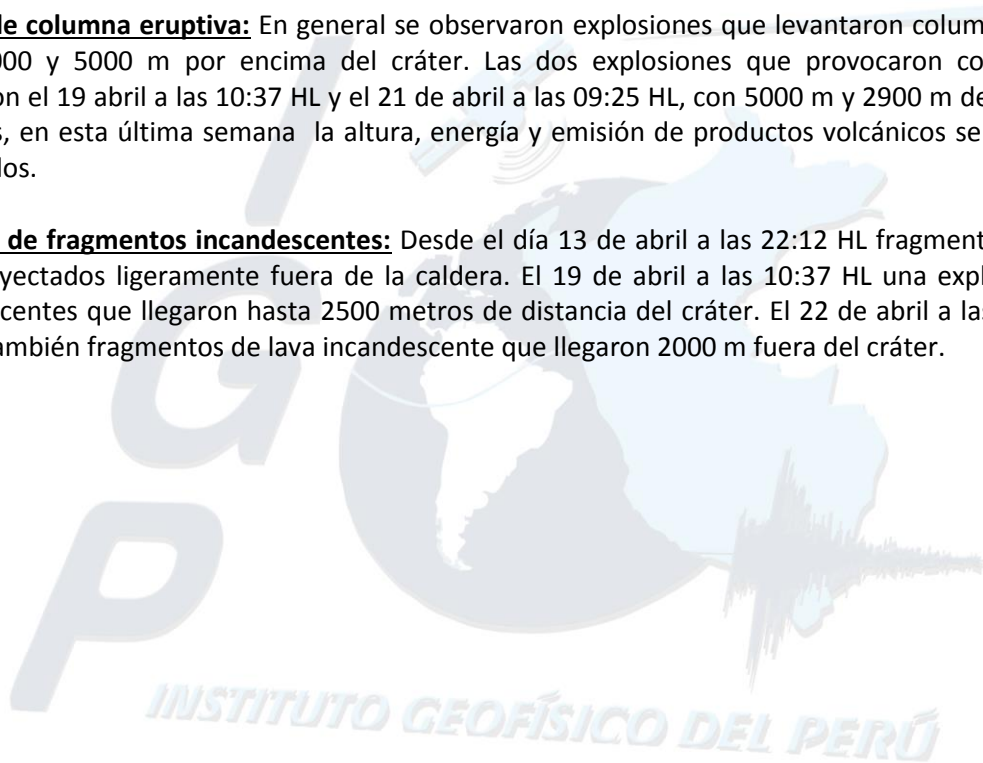 de columna eruptiva: En general se observaron explosiones que levantaron colum
000 y 5000 m por encima del cráter. Las dos explosiones que provocaron co
on el 19 abril a las 10:37 HL y el 21 de abril a las 09:25 HL, con 5000 m y 2900 m de
s, en esta última semana la altura, energía y emisión de productos volcánicos se
dos.
de fragmentos incandescentes: Desde el día 13 de abril a las 22:12 HL fragment
yectados ligeramente fuera de la caldera. El 19 de abril a las 10:37 HL una expl
centes que llegaron hasta 2500 metros de distancia del cráter. El 22 de abril a las
ambién fragmentos de lava incandescente que llegaron 2000 m fuera del cráter.
IGP
INSTITUTO GEOFÍSICO DEL PERÚ